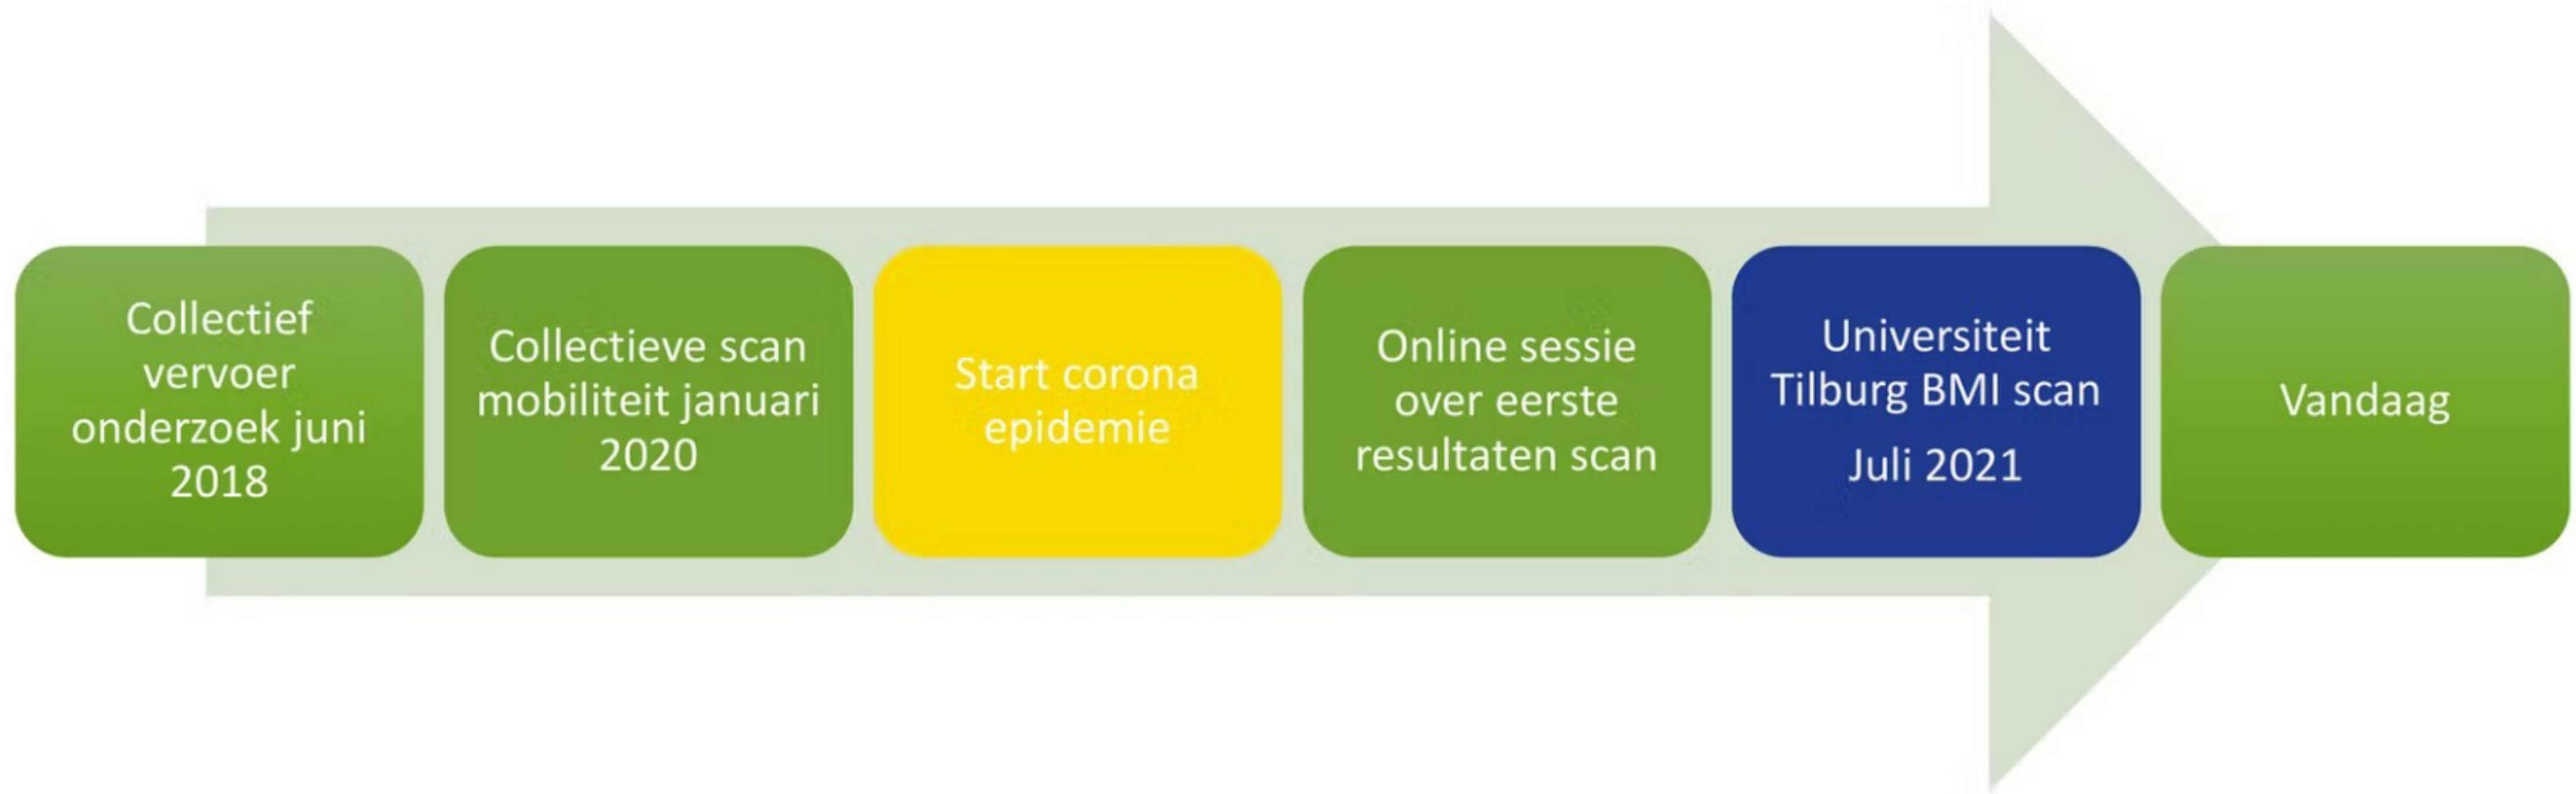 Collectief
vervoer
onderzoek juni
2018
Collectieve scan
mobiliteit januari
2020
Start corona
epidemie
Online sessie
over eerste
resultaten scan
Universiteit
Tilburg BMI scan
Juli 2021
Vandaag